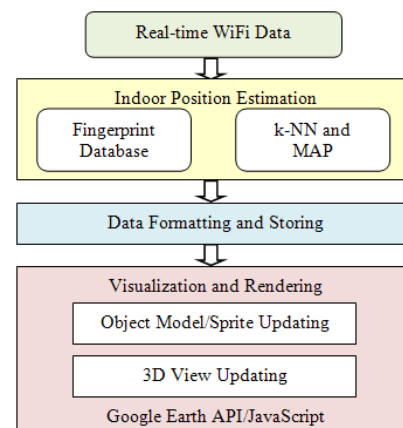 Real-time WiFi Data
Indoor Position Estimation
Fingerprint
Database
k-NN and
MAP
Data Formatting and Storing
Visualization and Rendering
Object Model/Sprite Updating
3D View Updating
Google Earth API/JavaScript